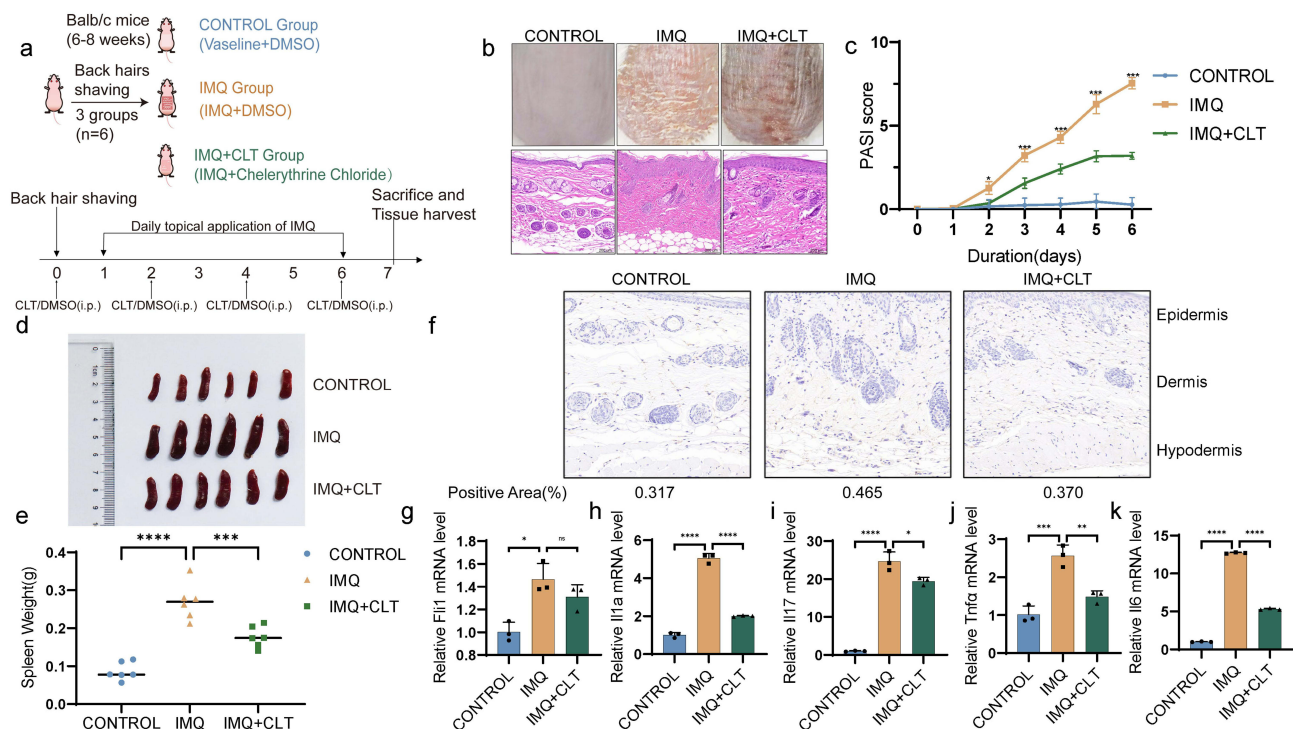 a
Balb/c mice
(6-8 weeks)
CONTROL Group
(Vaseline+DMSO)
Back hairs
shaving
3 groups
(n=6)
IMQ Group
(IMQ+DMSO)
IMQ+CLT Group
(IMQ+Chelerythrine Chloride)
Back hair shaving
Daily topical application of IMQ
Sacrifice and
Tissue harvest
0 1 2 3 4 5 6 7
CLT/DMSO(i.p.) CLT/DMSO(i.p.) CLT/DMSO(i.p.) CLT/DMSO(i.p.)
b
CONTROL IMQ IMQ+CLT
c
PASI score
10
5
0
* *** *** *** ***
0 1 2 3 4 5 6
Duration(days)
CONTROL
IMQ
IMQ+CLT
d
CONTROL
IMQ
IMQ+CLT
e
Spleen Weight(g)
0.4
0.3
0.2
0.1
0.0
**** ***
CONTROL IMQ IMQ+CLT
CONTROL
IMQ
IMQ+CLT
f
CONTROL IMQ IMQ+CLT
Epidermis
Dermis
Hypodermis
Positive Area(%) 0.317 0.465 0.370
g
Relative Fli1 mRNA level
1.8
1.6
1.4
1.2
1.0
0.8
* ns
CONTROL IMQ IMQ+CLT
h
Relative Il1a mRNA level
6
4
2
0
**** ****
CONTROL IMQ IMQ+CLT
i
Relative Il17 mRNA level
30
20
10
0
**** *
CONTROL IMQ IMQ+CLT
j
Relative Tnfα mRNA level
3
2
1
0
*** **
CONTROL IMQ IMQ+CLT
k
Relative Il6 mRNA level
15
10
5
0
**** ****
CONTROL IMQ IMQ+CLT